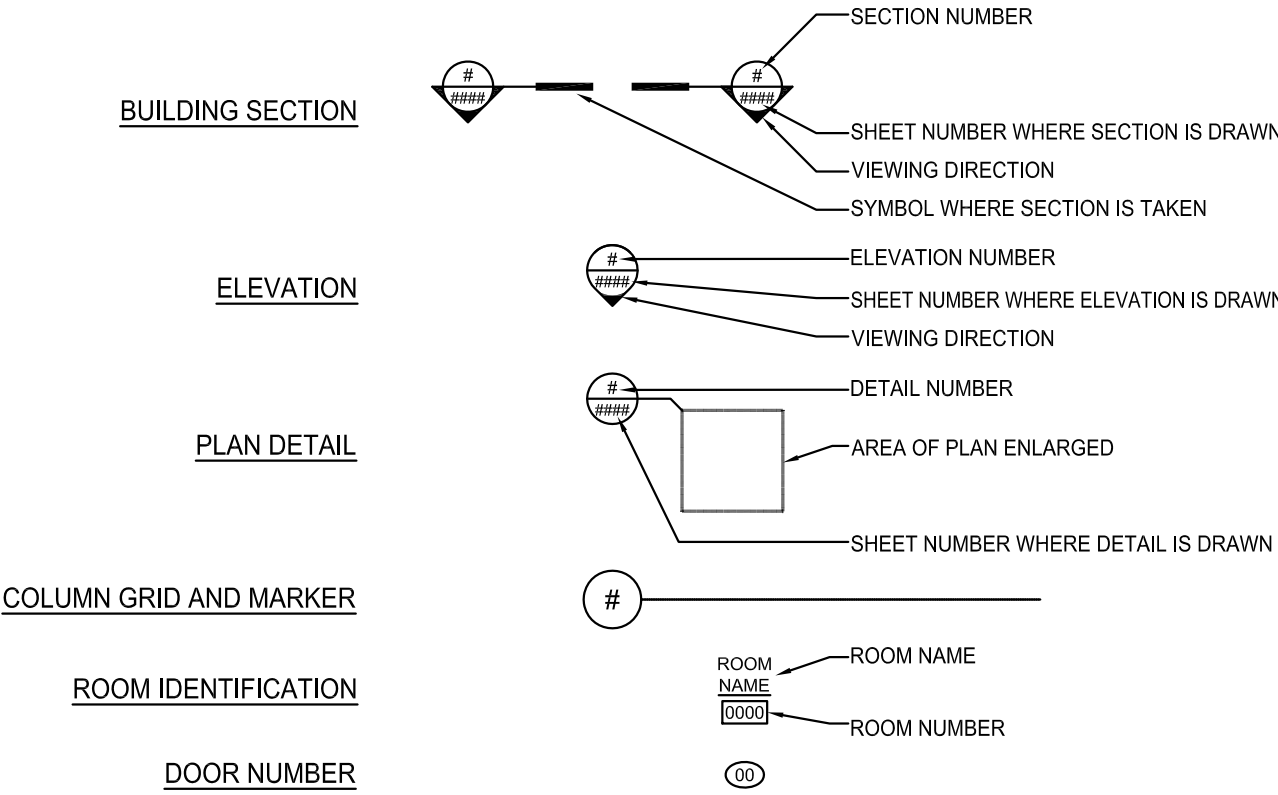 SECTION NUMBER
# #
#### ####
BUILDING SECTION
SHEET NUMBER WHERE SECTION IS DRAWN
VIEWING DIRECTION
SYMBOL WHERE SECTION IS TAKEN
# ELEVATION NUMBER
ELEVATION
####
SHEET NUMBER WHERE ELEVATION IS DRAWN
VIEWING DIRECTION
# DETAIL NUMBER
####
PLAN DETAIL
AREA OF PLAN ENLARGED
SHEET NUMBER WHERE DETAIL IS DRAWN
COLUMN GRID AND MARKER #
ROOM NAME
ROOM
NAME
ROOM IDENTIFICATION
0000
ROOM NUMBER
DOOR NUMBER 00